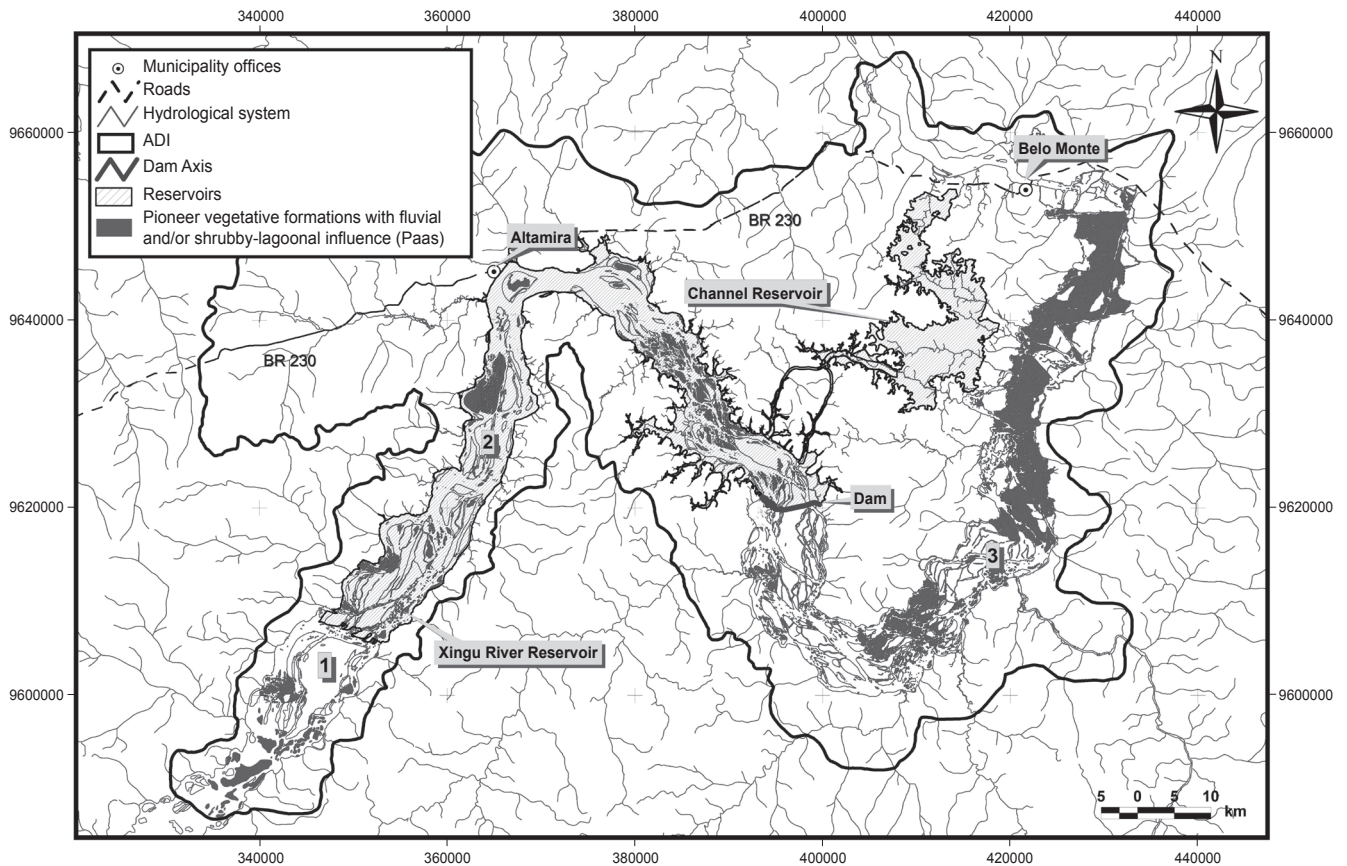 340000 360000 380000 400000 420000 440000
N
Municipality offices
Roads
Hydrological system
ADI
Dam Axis
Reservoirs
Pioneer vegetative formations with fluvial
and/or shrubby-lagoonal influence (Paas)
9660000 9660000
Belo Monte
BR 230
Altamira
Channel Reservoir
9640000 9640000
BR 230
2
Dam
9620000 9620000
3
Xingu River Reservoir
1
9600000 9600000
5 0 5 10
km
340000 360000 380000 400000 420000 440000